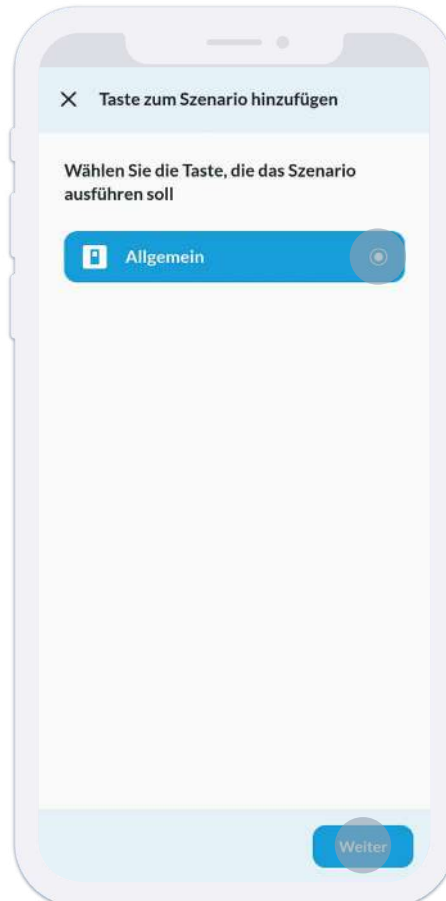 Taste zum Szenario hinzufügen
Wählen Sie die Taste, die das Szenario
ausführen soll
Allgemein
Weiter